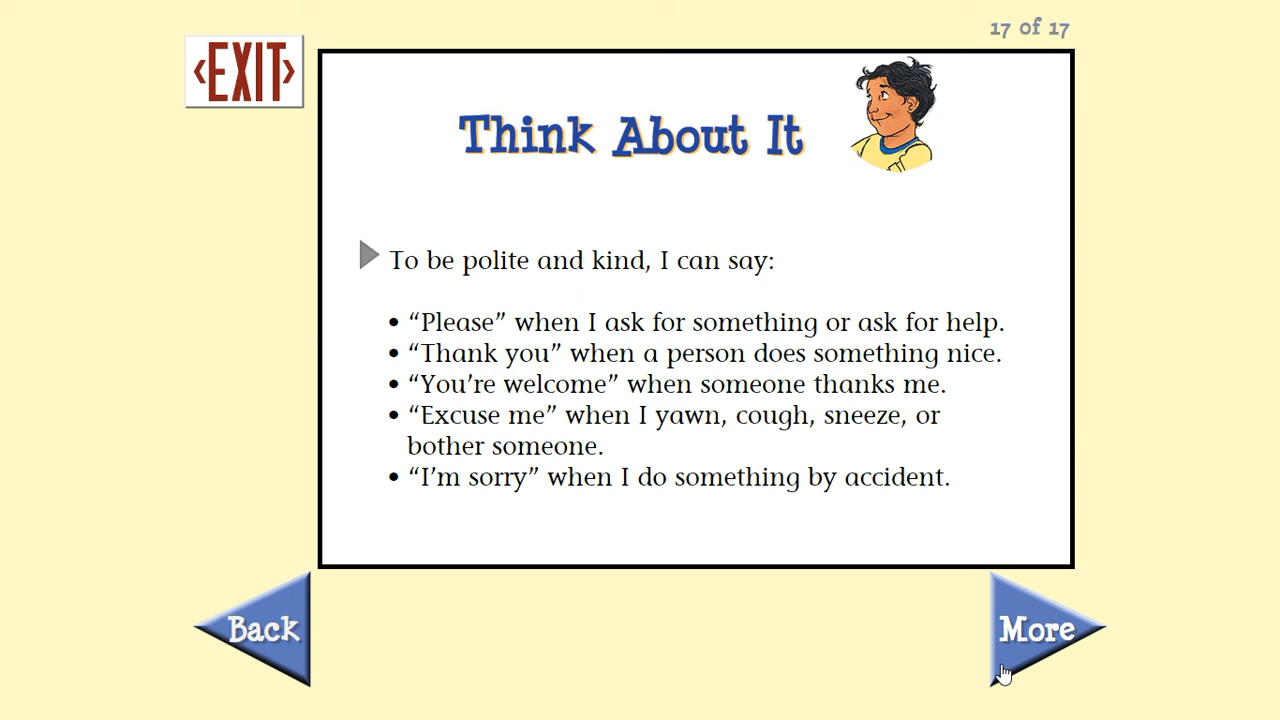 17 of 17
<EXIT>
Think About It
To be polite and kind, I can say:
• “Please” when I ask for something or ask for help.
• “Thank you” when a person does something nice.
• “You’re welcome” when someone thanks me.
• “Excuse me” when I yawn, cough, sneeze, or
bother someone.
• “I’m sorry” when I do something by accident.
Back
More